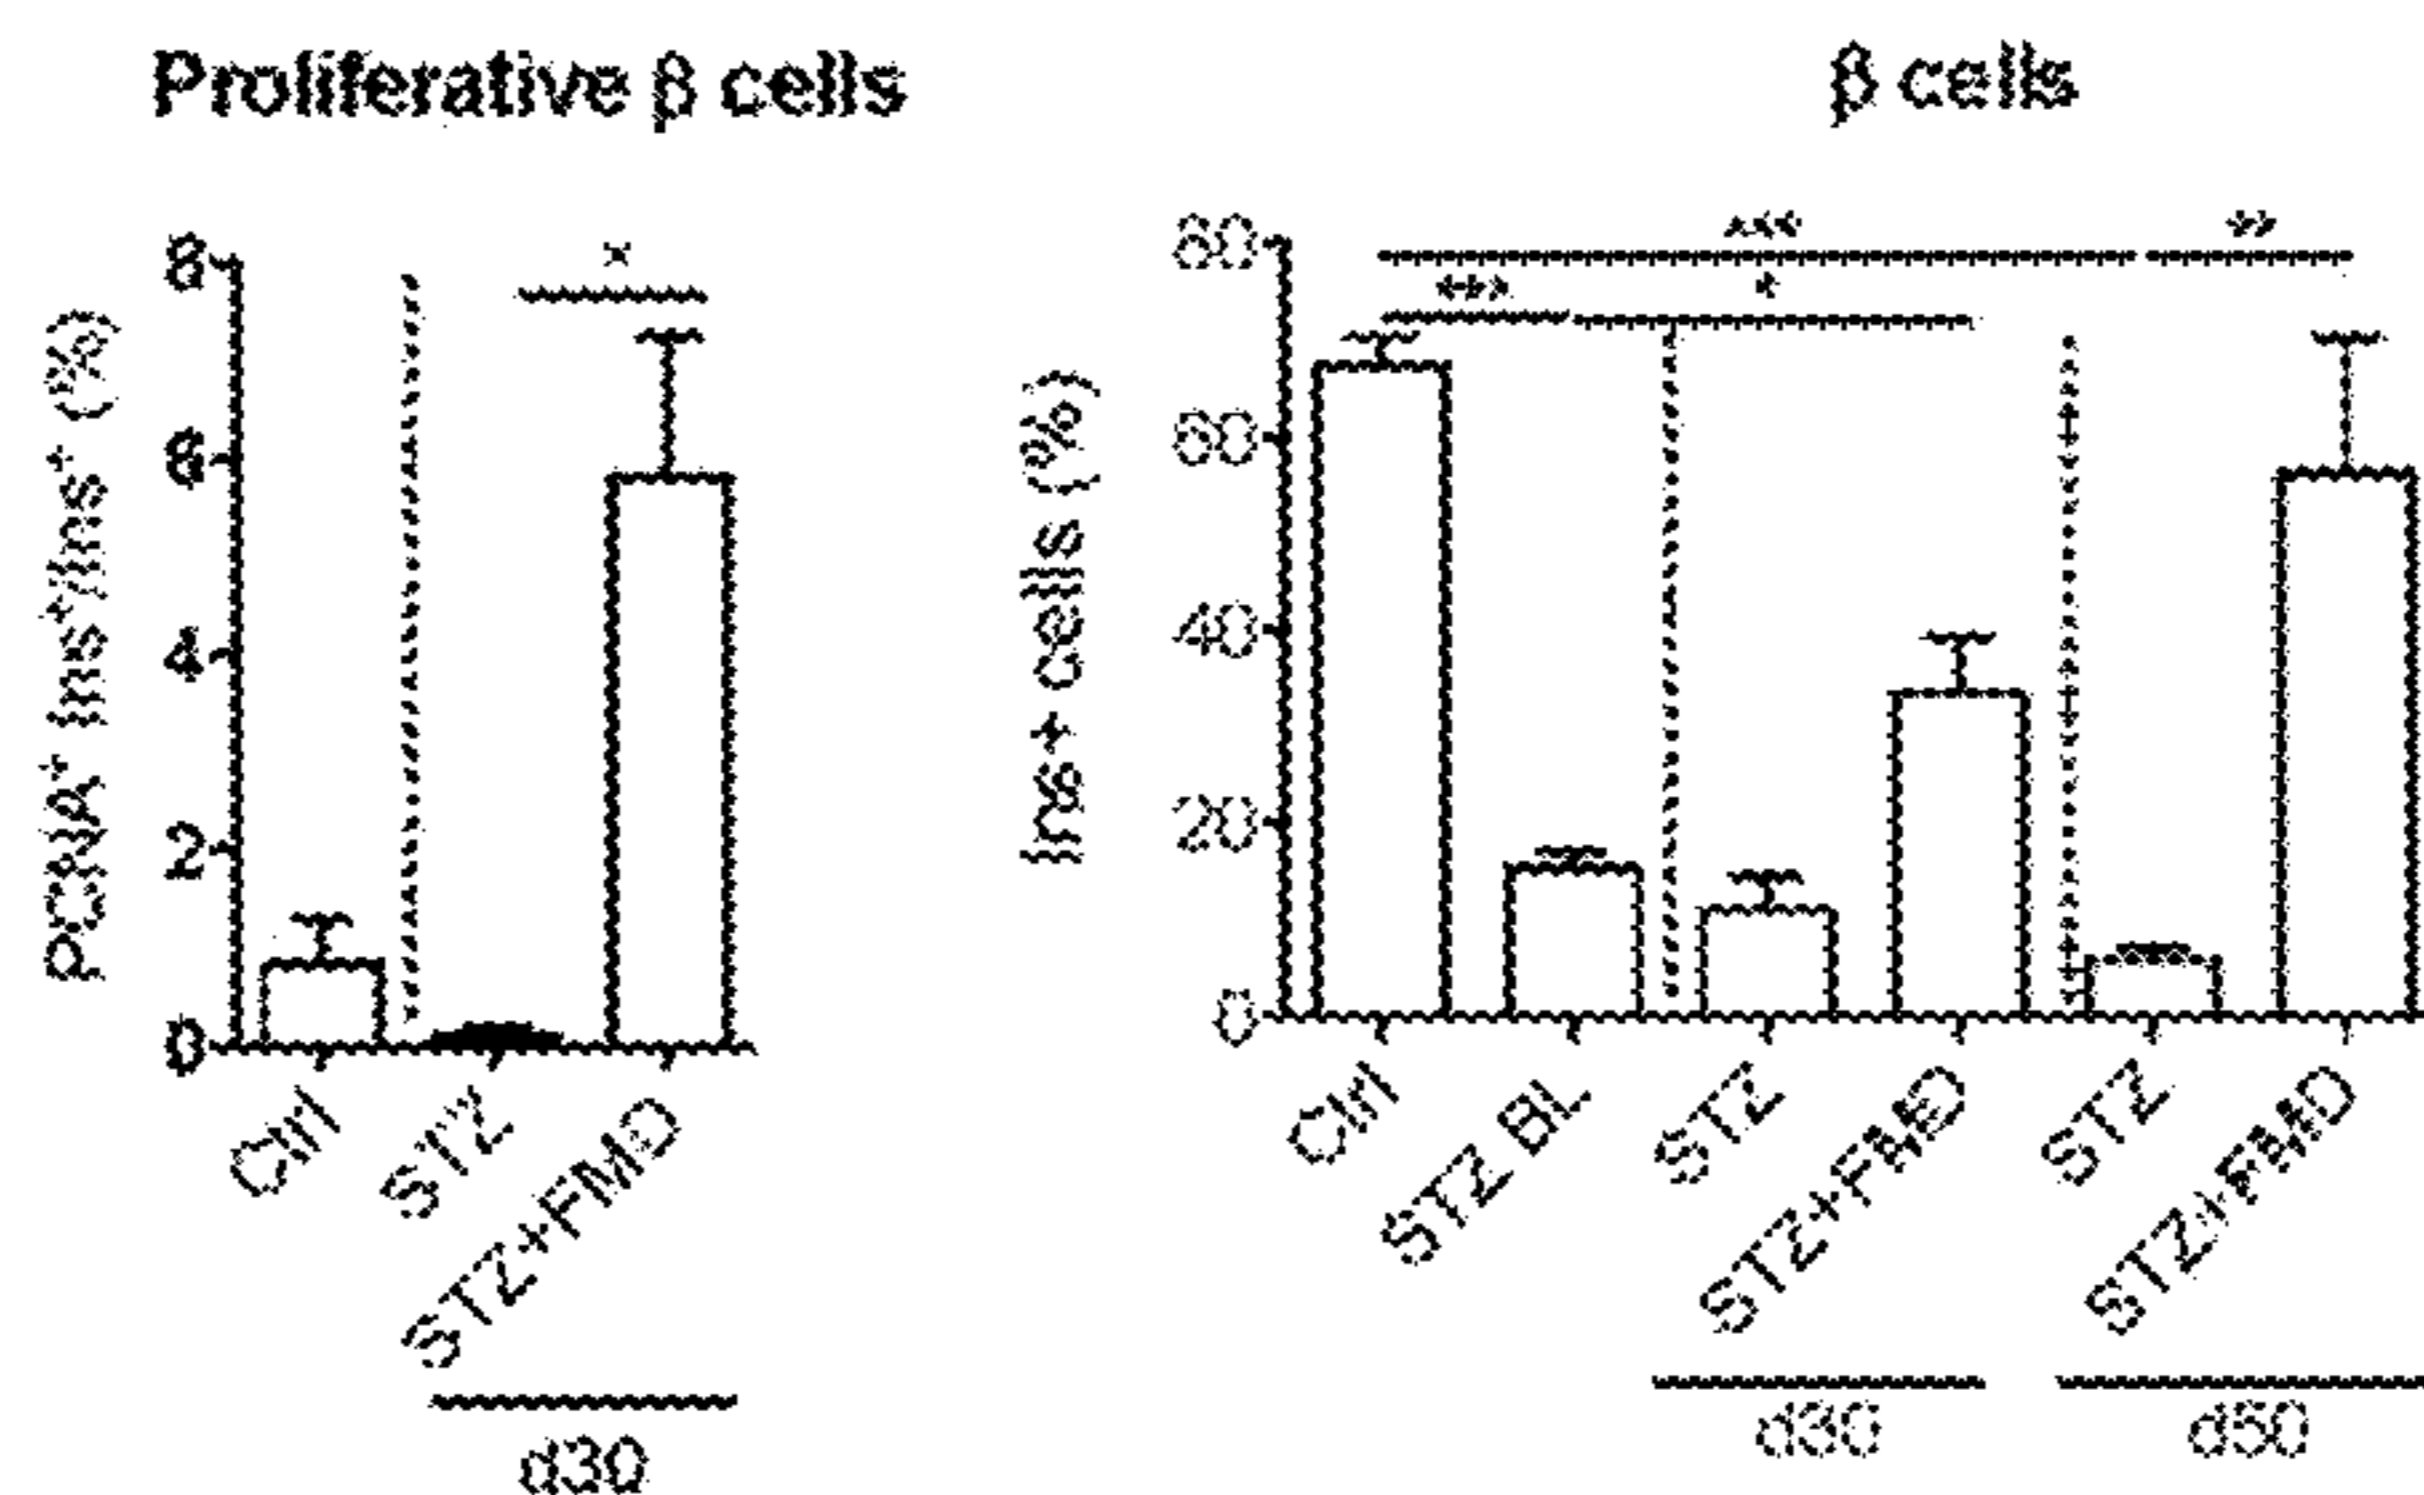 Proliferative β cells
PCNA⁺ Ins⁺/Ins⁺ (%)
8
6
4
2
0
*
Ctrl
STZ
STZ+FMD
d30
β cells
Ins+ cells (%)
80
60
40
20
0
***
**
***
*
Ctrl
STZ BL
STZ
STZ+FMD
STZ
STZ+FMD
d30
d50